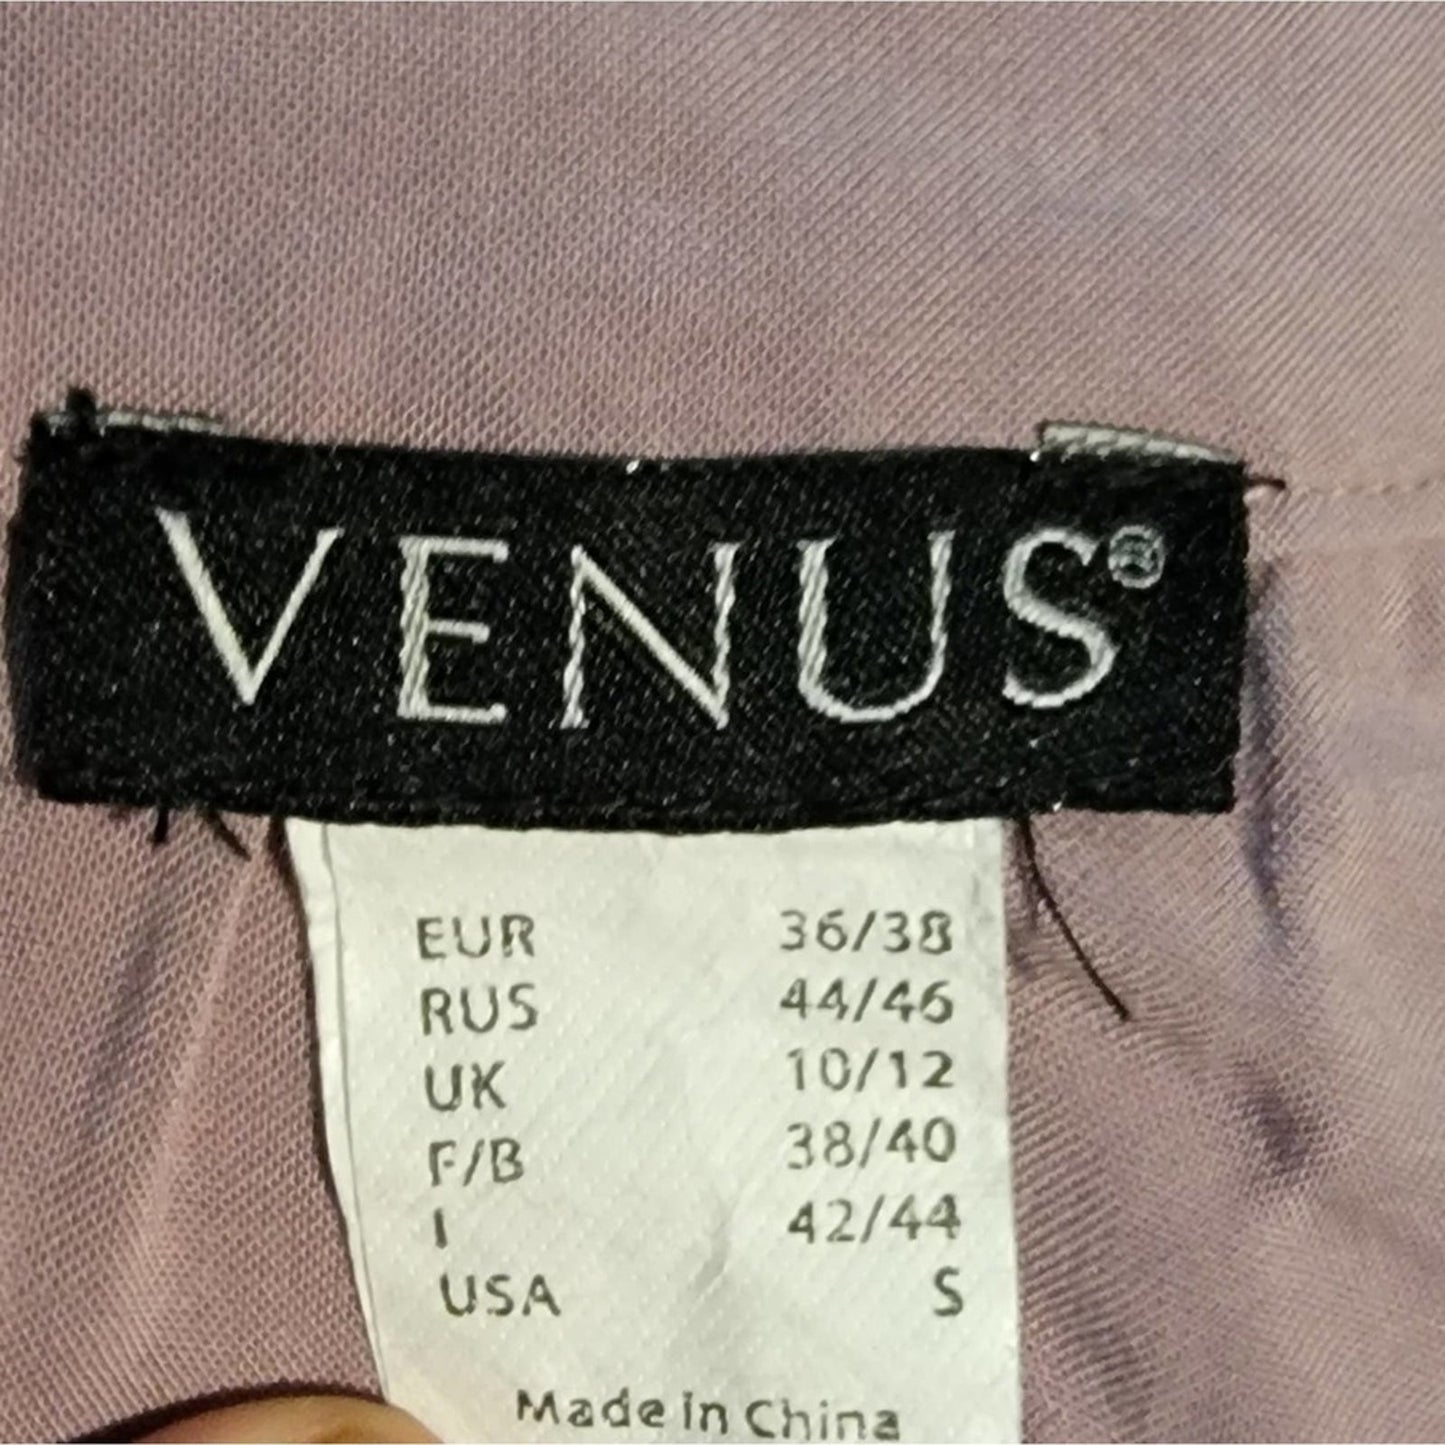 VENUS®
EUR 36/38
RUS 44/46
UK 10/12
F/B 38/40
I 42/44
USA S
Made in China